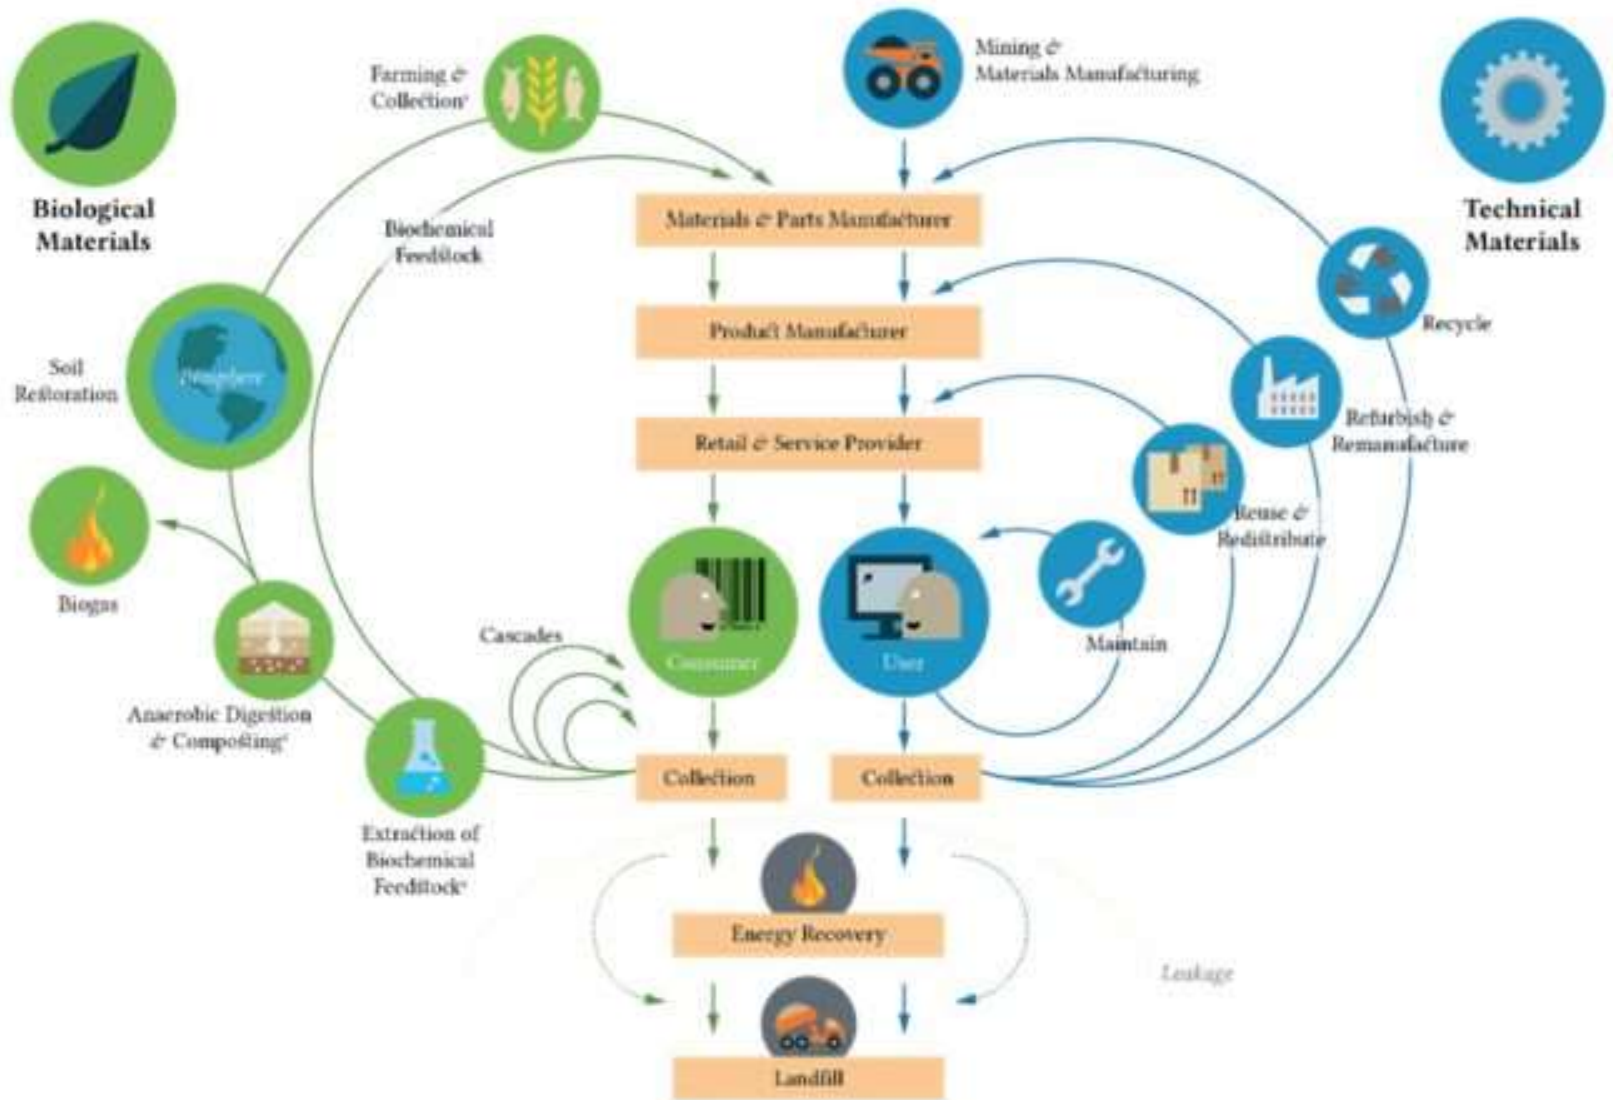 Farming &
Collection*
Mining &
Materials Manufacturing
Biological
Materials
Technical
Materials
Materials & Parts Manufacturer
Biochemical
Feedstock
Recycle
Product Manufacturer
Soil
Restoration
Biosphere
Refurbish &
Remanufacture
Retail & Service Provider
Reuse &
Redistribute
Biogas
Cascades
Maintain
Consumer
User
Anaerobic Digestion
& Composting*
Collection
Collection
Extraction of
Biochemical
Feedstock*
Energy Recovery
Leakage
Landfill